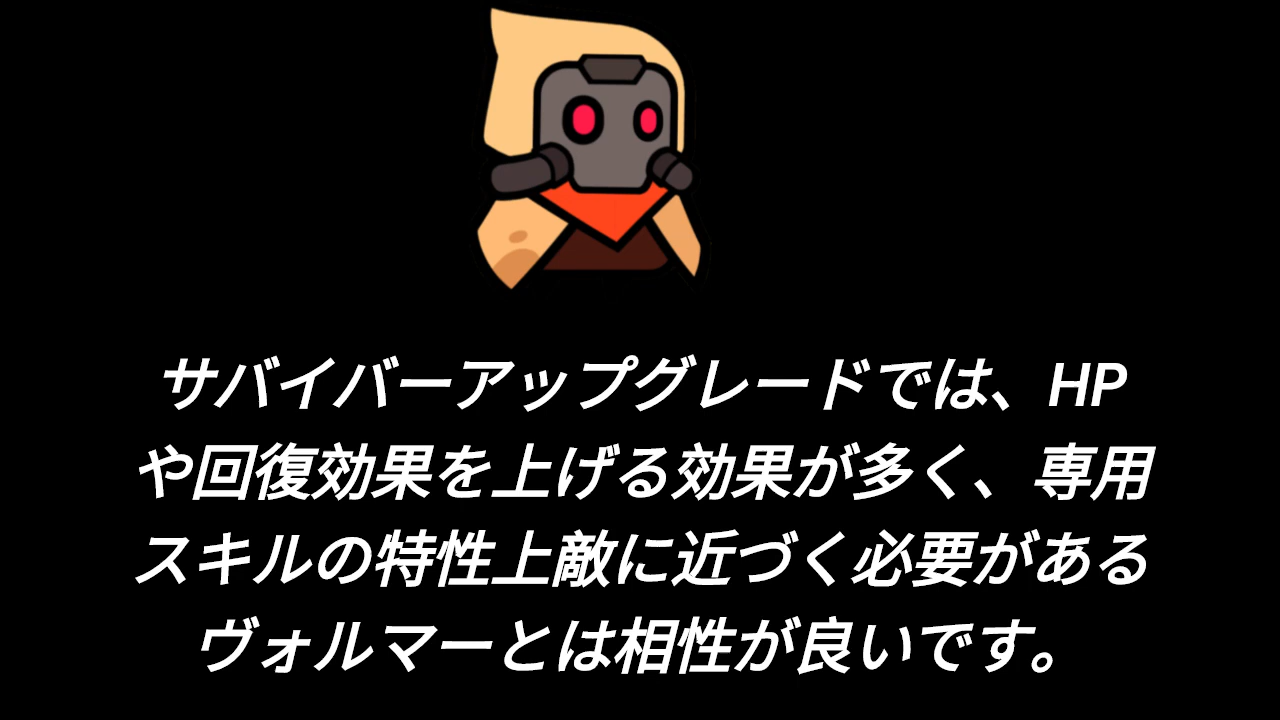 サバイバーアップグレードでは、HP
や回復効果を上げる効果が多く、専用
スキルの特性上敵に近づく必要がある
ヴォルマーとは相性が良いです。